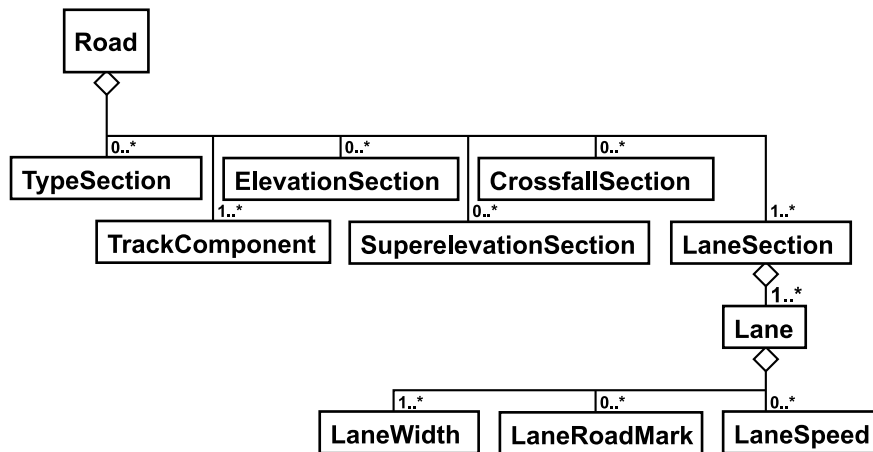 Road
0..*
0..*
0..*
TypeSection
ElevationSection
CrossfallSection
1..*
0..*
1..*
TrackComponent
SuperelevationSection
LaneSection
1..*
Lane
1..*
0..*
0..*
LaneWidth
LaneRoadMark
LaneSpeed